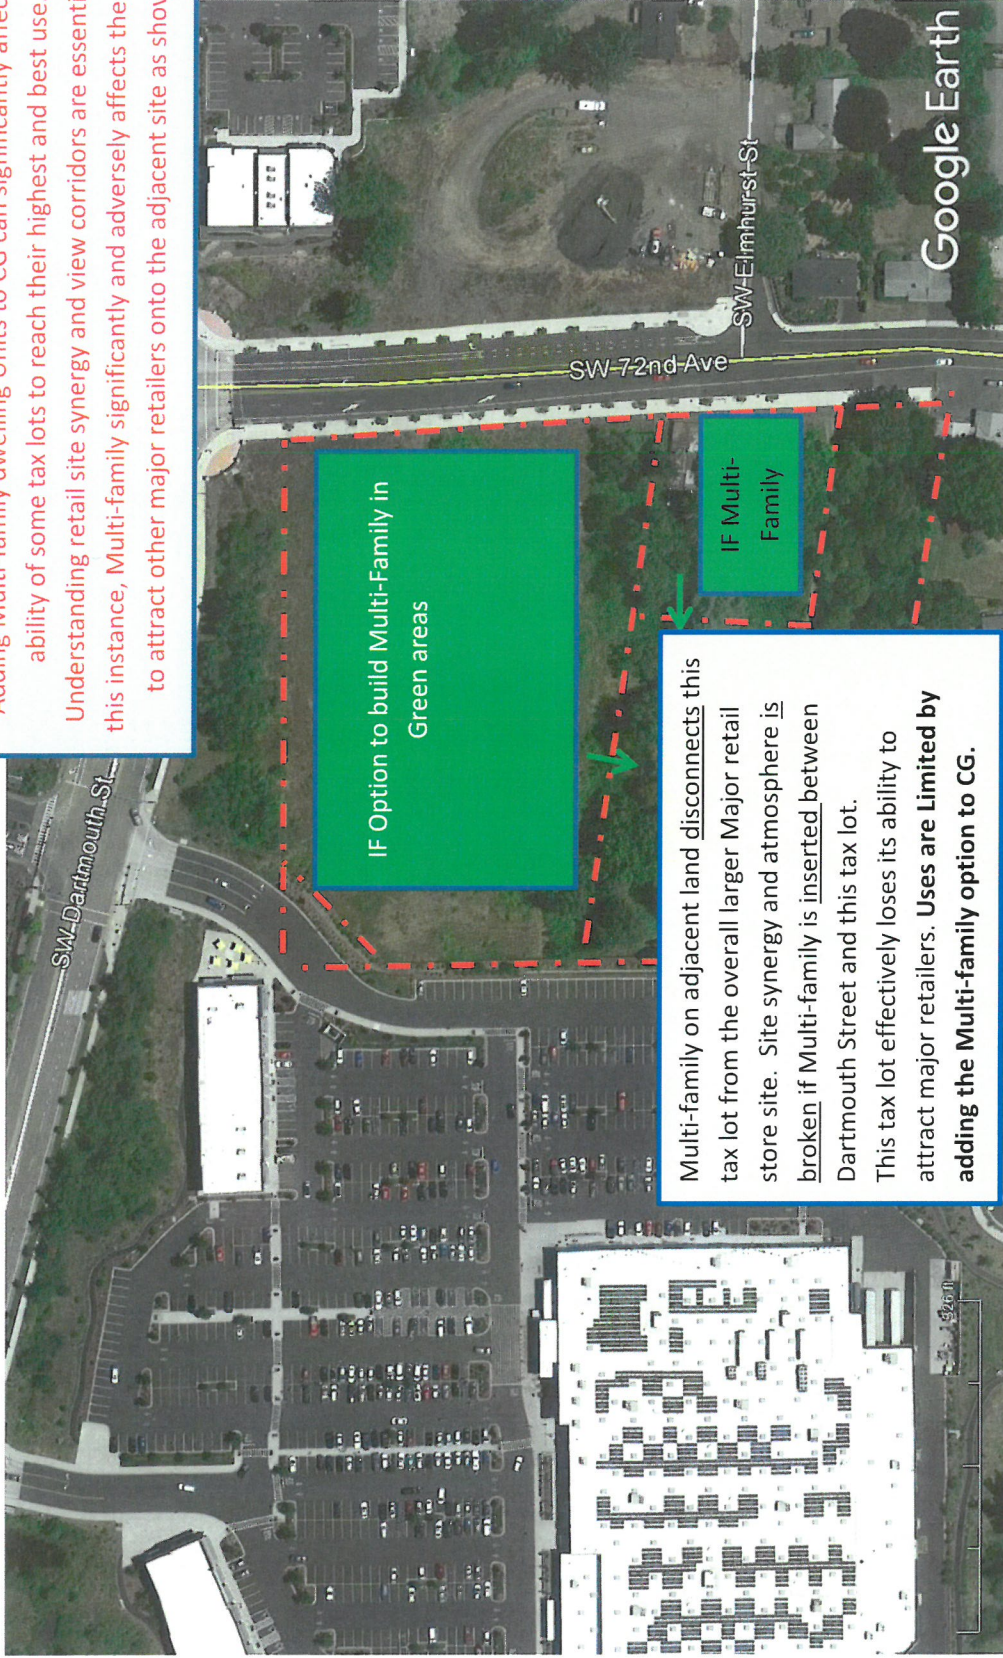 ability of some tax lots to reach their highest and best use.
Understanding retail site synergy and view corridors are
this instance, Multi-family significantly and adversely affects the
to attract other major retailers onto the adjacent site as
SW-Dartmouth St
IF Option to build Multi-Family in
Green areas
SW 72nd Ave
SW-Elmhurst-St
IF Multi-
Family
Multi-family on adjacent land disconnects this
tax lot from the overall larger Major retail
store site. Site synergy and atmosphere is
broken if Multi-family is inserted between
Dartmouth Street and this tax lot.
This tax lot effectively loses its ability to
attract major retailers. Uses are Limited by
adding the Multi-family option to CG.
Google Earth